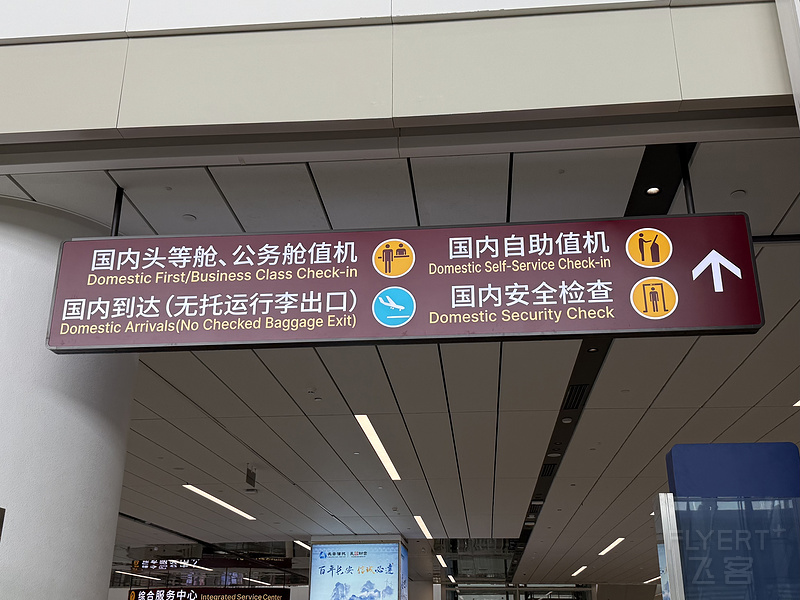 国内头等舱、公务舱值机
Domestic First/Business Class Check-in
国内到达(无托运行李出口)
Domestic Arrivals(No Checked Baggage Exit)
国内自助值机
Domestic Self-Service Check-in
国内安全检查
Domestic Security Check
综合服务中心 Integrated Service Center
FLYERT+
飞客